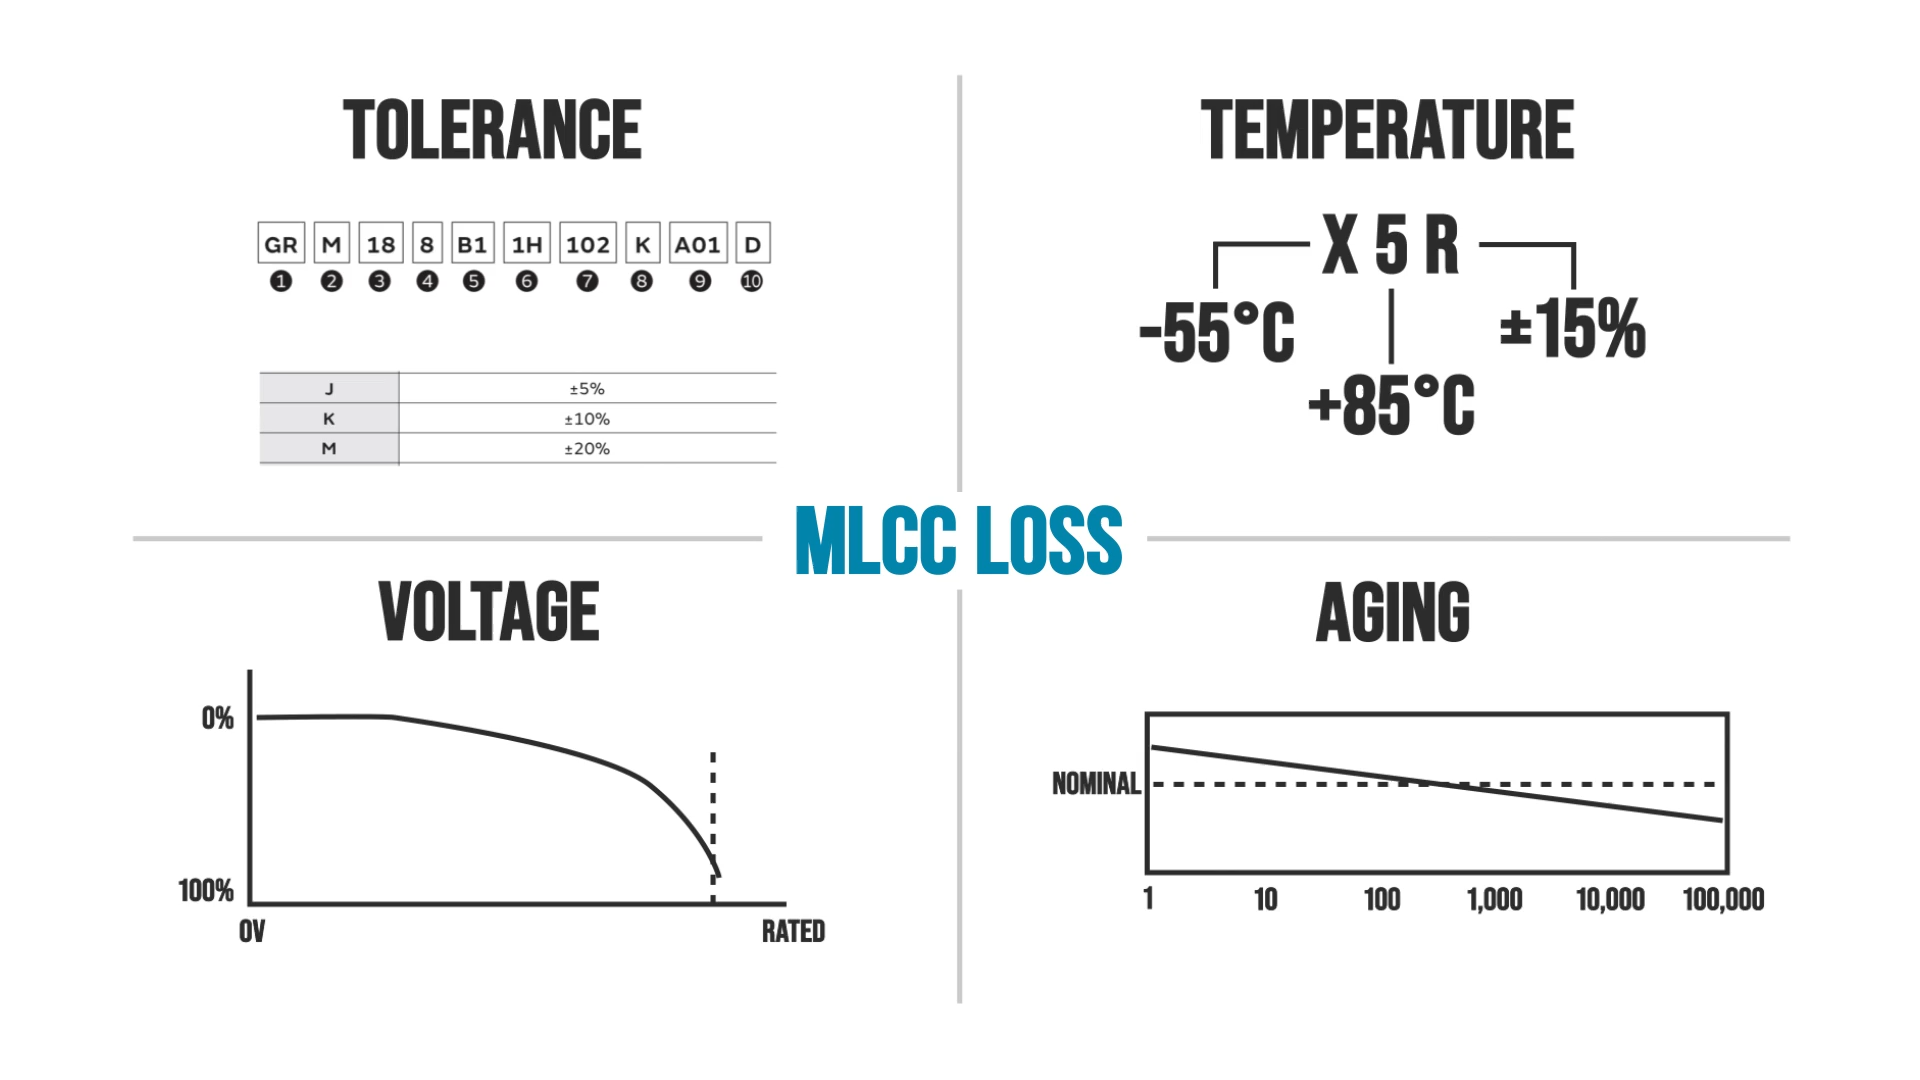 TOLERANCE
GR M 18 8 B1 1H 102 K A01 D
1 2 3 4 5 6 7 8 9 10
J ±5%
K ±10%
M ±20%
TEMPERATURE
X 5 R
-55°C ±15%
+85°C
MLCC LOSS
VOLTAGE
0%
100%
0V RATED
AGING
NOMINAL
1 10 100 1,000 10,000 100,000